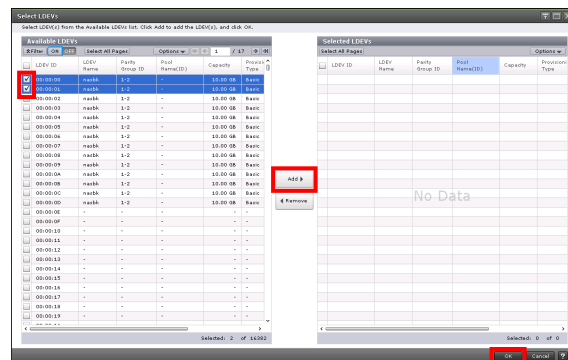 Select LDEVs
Select LDEV(s) from the Available LDEVs list. Click Add to add the LDEV(s), and click OK.
Available LDEVs
Filter ON OFF Select All Pages Options 1 / 17
LDEV ID LDEV Name Parity Group ID Pool Name(ID) Capacity Provisi Type
00:00:00 nasbk 1-2 - 10.00 GB Basic
00:00:01 nasbk 1-2 - 10.00 GB Basic
00:00:02 nasbk 1-2 - 10.00 GB Basic
00:00:03 nasbk 1-2 - 10.00 GB Basic
00:00:04 nasbk 1-2 - 10.00 GB Basic
00:00:05 nasbk 1-2 - 10.00 GB Basic
00:00:06 nasbk 1-2 - 10.00 GB Basic
00:00:07 nasbk 1-2 - 10.00 GB Basic
00:00:08 nasbk 1-2 - 10.00 GB Basic
00:00:09 nasbk 1-2 - 10.00 GB Basic
00:00:0A nasbk 1-2 - 10.00 GB Basic
00:00:0B nasbk 1-2 - 10.00 GB Basic
00:00:0C nasbk 1-2 - 10.00 GB Basic
00:00:0D nasbk 1-2 - 10.00 GB Basic
00:00:0E - - - - -
00:00:0F - - - - -
00:00:10 - - - - -
00:00:11 - - - - -
00:00:12 - - - - -
00:00:13 - - - - -
00:00:14 - - - - -
00:00:15 - - - - -
00:00:16 - - - - -
00:00:17 - - - - -
00:00:18 - - - - -
00:00:19 - - - - -
Selected: 2 of 16382
Add
Remove
Selected LDEVs
Select All Pages Options
LDEV ID LDEV Name Parity Group ID Pool Name(ID) Capacity Provisioni Type
No Data
Selected: 0 of 0
OK Cancel ?